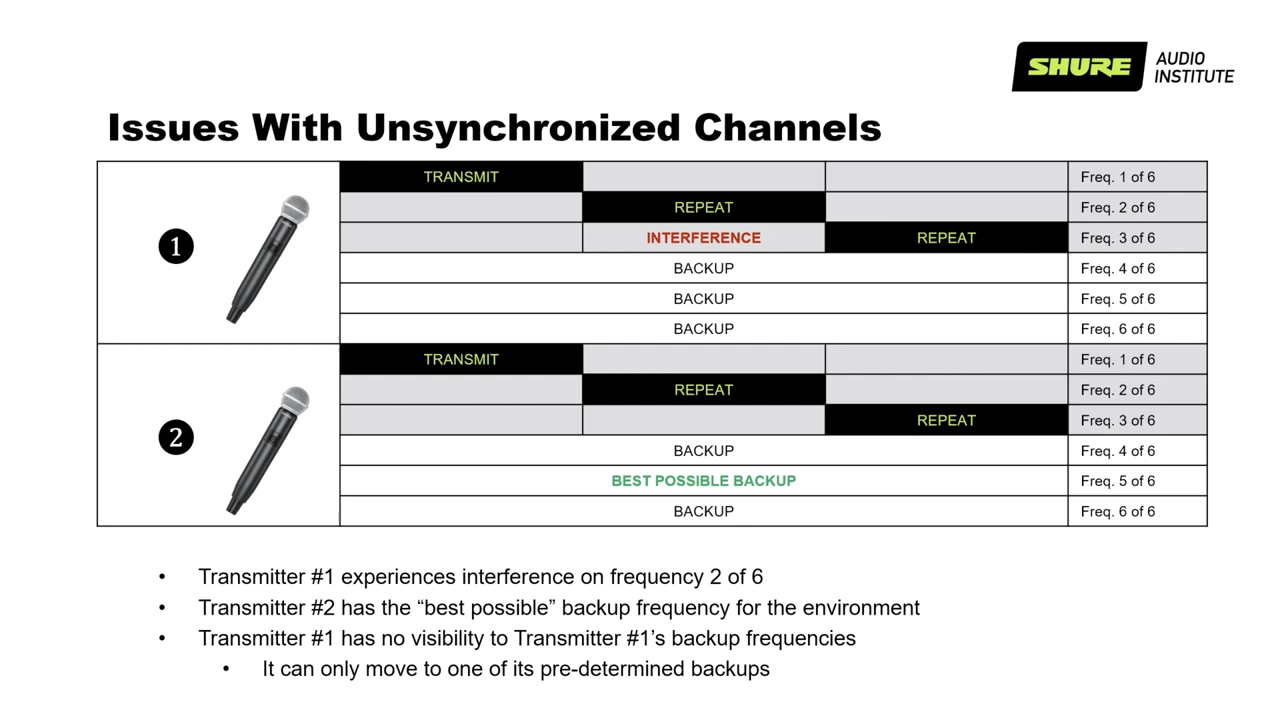 SHURE AUDIO
INSTITUTE
Issues With Unsynchronized Channels
1
TRANSMIT Freq. 1 of 6
REPEAT Freq. 2 of 6
INTERFERENCE REPEAT Freq. 3 of 6
BACKUP Freq. 4 of 6
BACKUP Freq. 5 of 6
BACKUP Freq. 6 of 6
2
TRANSMIT Freq. 1 of 6
REPEAT Freq. 2 of 6
REPEAT Freq. 3 of 6
BACKUP Freq. 4 of 6
BEST POSSIBLE BACKUP Freq. 5 of 6
BACKUP Freq. 6 of 6
• Transmitter #1 experiences interference on frequency 2 of 6
• Transmitter #2 has the “best possible” backup frequency for the environment
• Transmitter #1 has no visibility to Transmitter #1’s backup frequencies
• It can only move to one of its pre-determined backups